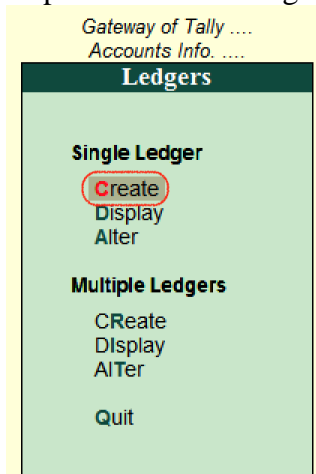 Gateway of Tally ....
Accounts Info. ....
Ledgers
Single Ledger
Create
Display
Alter
Multiple Ledgers
CReate
DIsplay
AlTer
Quit